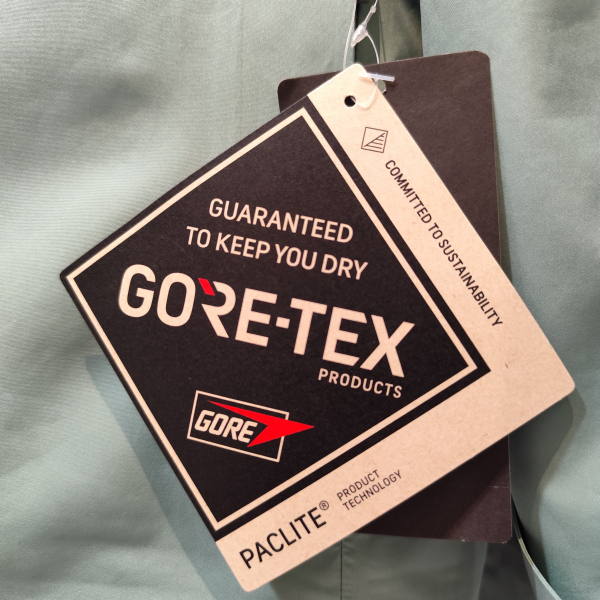 GUARANTEED
TO KEEP YOU DRY
GORE-TEX
PRODUCTS
GORE
COMMITTED TO SUSTAINABILITY
PACLITE®
PRODUCT
TECHNOLOGY